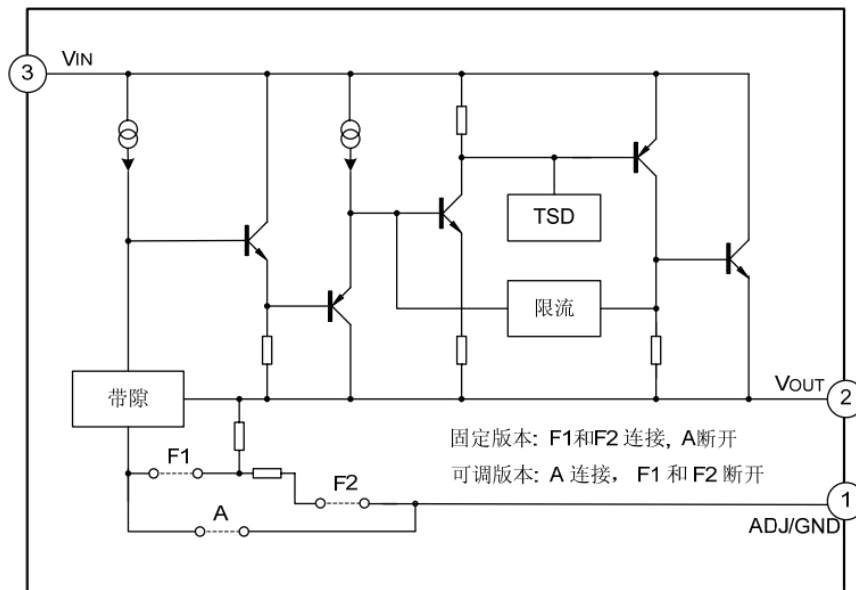 3
VIN
TSD
限流
带隙
VOUT
2
固定版本: F1和F2 连接, A断开
F1
可调版本: A 连接, F1 和 F2 断开
F2
1
A
ADJ/GND